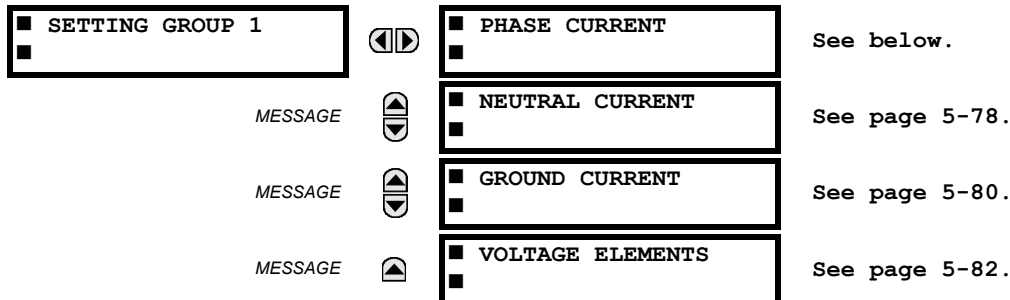 ■ SETTING GROUP 1
■
■ PHASE CURRENT
■
See below.
MESSAGE
■ NEUTRAL CURRENT
■
See page 5-78.
MESSAGE
■ GROUND CURRENT
■
See page 5-80.
MESSAGE
■ VOLTAGE ELEMENTS
■
See page 5-82.